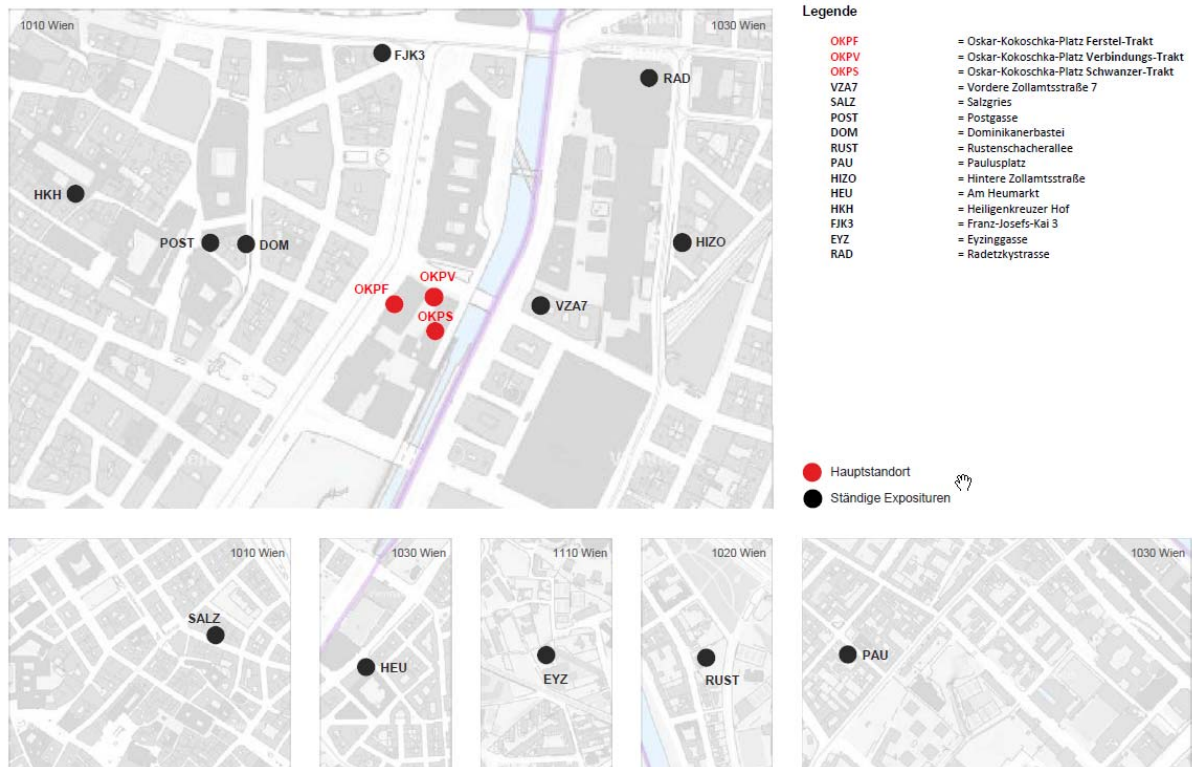 1010 Wien
1030 Wien
FJK3
RAD
HKH
POST
DOM
HIZO
OKPV
OKPF
OKPS
VZA7
Legende
OKPF = Oskar-Kokoschka-Platz Ferstel-Trakt
OKPV = Oskar-Kokoschka-Platz Verbindungs-Trakt
OKPS = Oskar-Kokoschka-Platz Schwanzer-Trakt
VZA7 = Vordere Zollamtsstraße 7
SALZ = Salzgries
POST = Postgasse
DOM = Dominikanerbastei
RUST = Rustenschacherallee
PAU = Paulusplatz
HIZO = Hintere Zollamtsstraße
HEU = Am Heumarkt
HKH = Heiligenkreuzer Hof
FJK3 = Franz-Josefs-Kai 3
EYZ = Eyzinggasse
RAD = Radetzkystrasse
Hauptstandort
Ständige Exposituren
1010 Wien
SALZ
1030 Wien
HEU
1110 Wien
EYZ
1020 Wien
RUST
1030 Wien
PAU